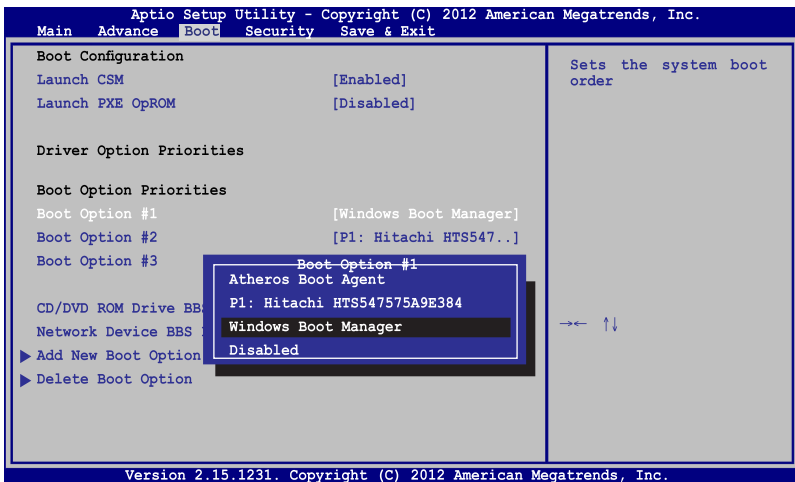 Aptio Setup Utility - Copyright (C) 2012 American Megatrends, Inc.
Main Advance Boot Security Save & Exit
Boot Configuration
Launch CSM [Enabled]
Launch PXE OpROM [Disabled]
Driver Option Priorities
Boot Option Priorities
Boot Option #1 [Windows Boot Manager]
Boot Option #2 [P1: Hitachi HTS547..]
Boot Option #3
CD/DVD ROM Drive BBS
Network Device BBS
Add New Boot Option
Delete Boot Option
Boot Option #1
Atheros Boot Agent
P1: Hitachi HTS547575A9E384
Windows Boot Manager
Disabled
Sets the system boot
order
→← ↑↓
Version 2.15.1231. Copyright (C) 2012 American Megatrends, Inc.